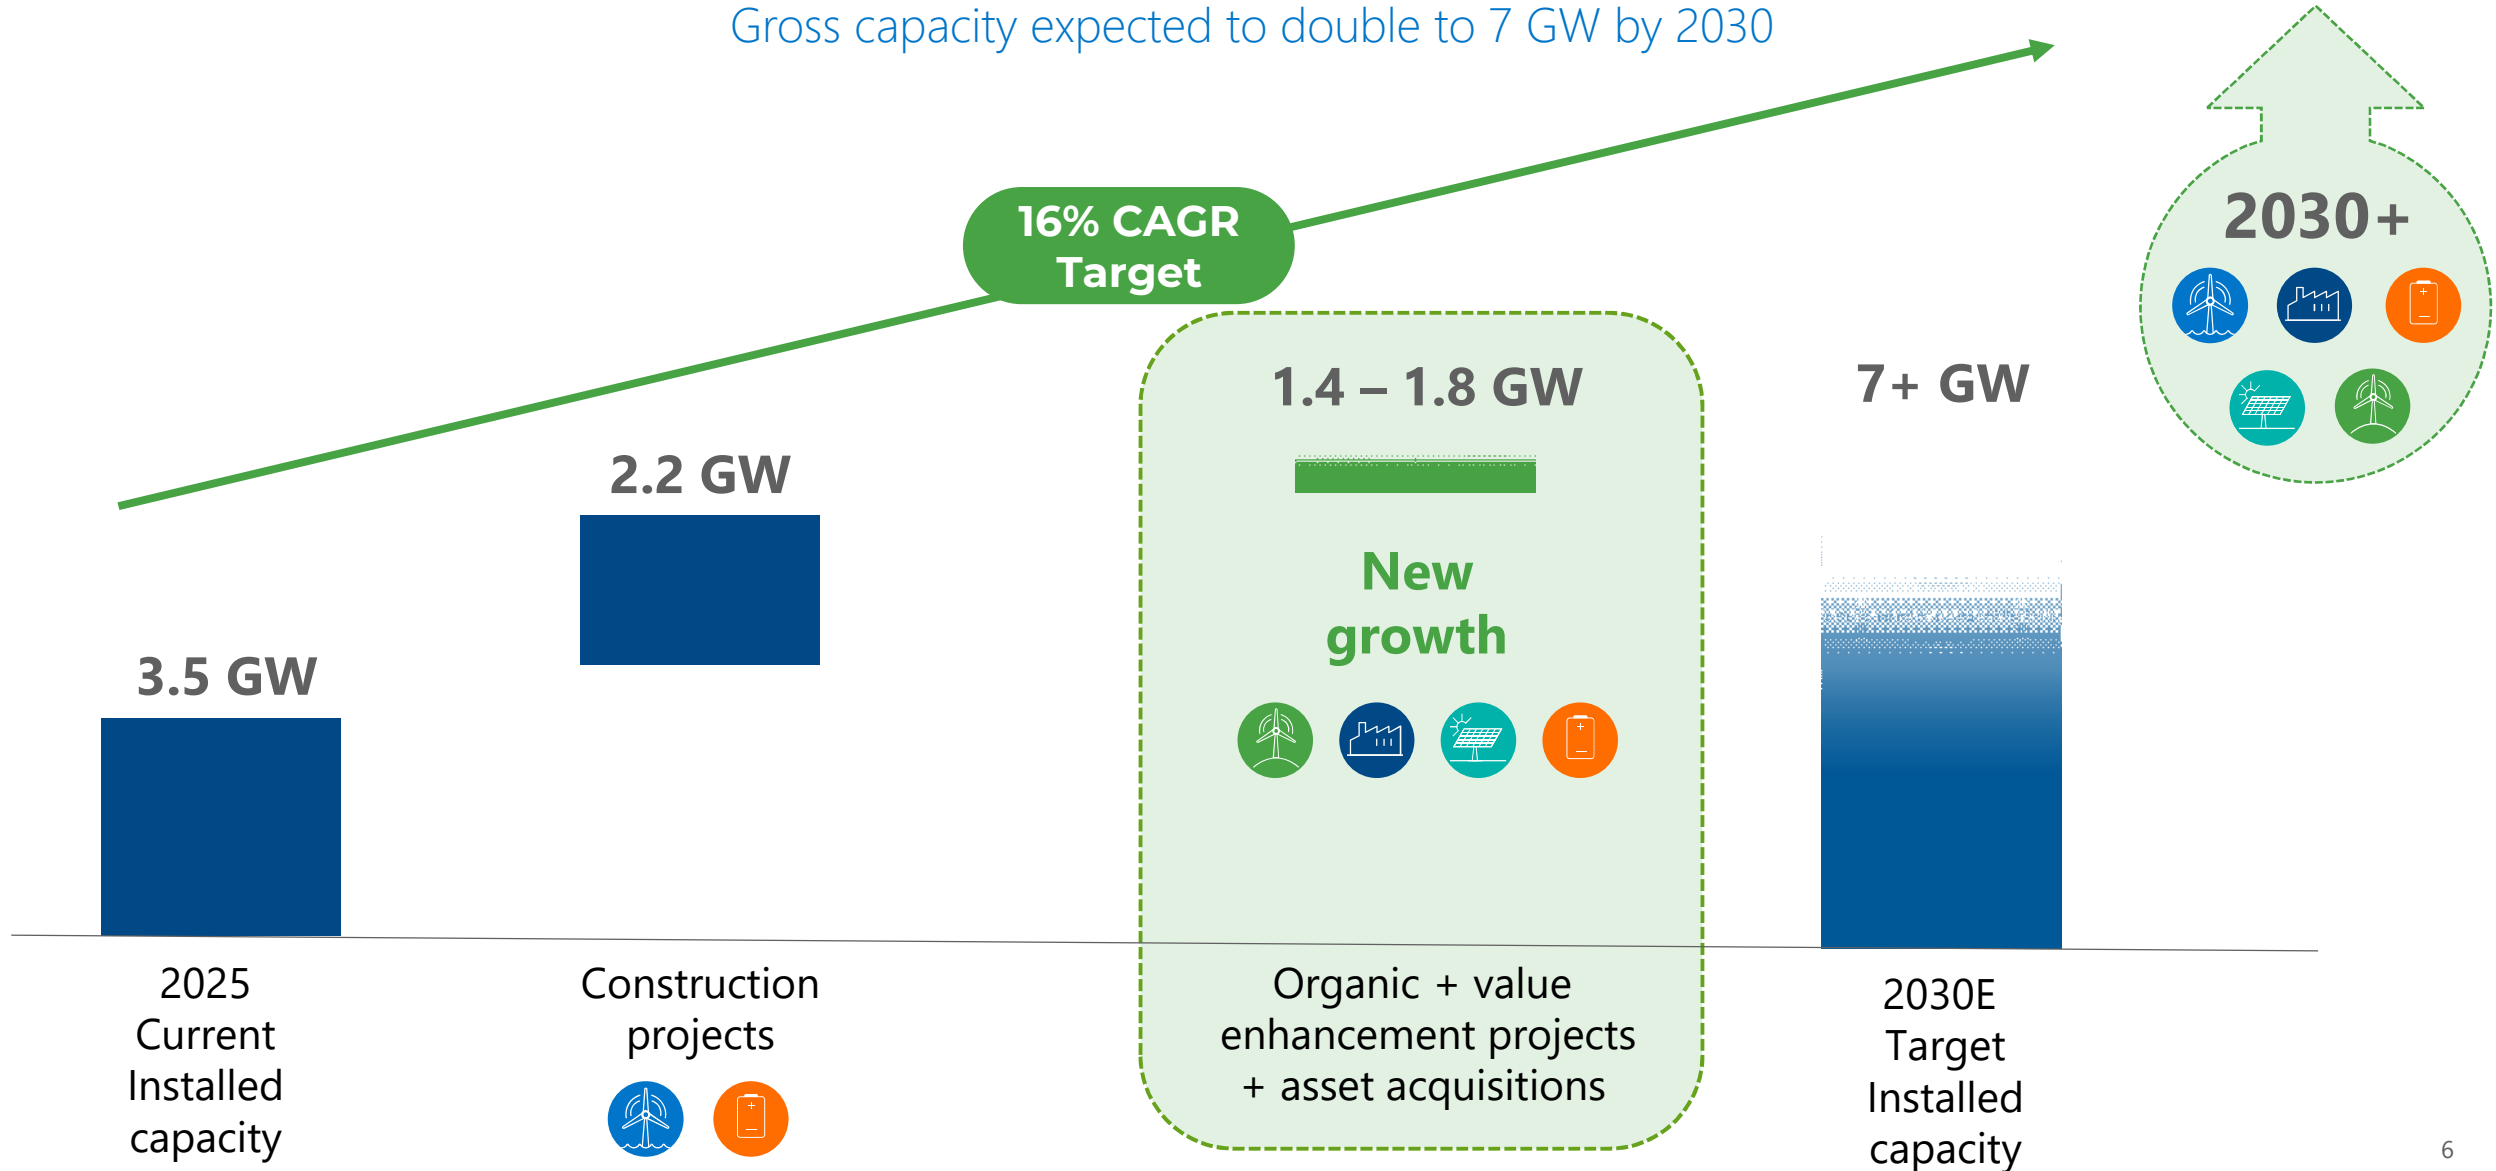 Gross capacity expected to double to 7 GW by 2030
16% CAGR
Target
2030+
3.5 GW
2.2 GW
1.4 – 1.8 GW
7+ GW
New
growth
2025
Current
Installed
capacity
Construction
projects
Organic + value
enhancement projects
+ asset acquisitions
2030E
Target
Installed
capacity
6